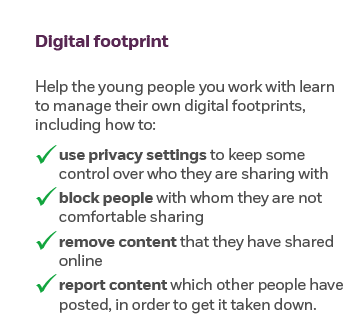 Digital footprint
Help the young people you work with learn
to manage their own digital footprints,
including how to:
use privacy settings to keep some
control over who they are sharing with
block people with whom they are not
comfortable sharing
remove content that they have shared
online
report content which other people have
posted, in order to get it taken down.